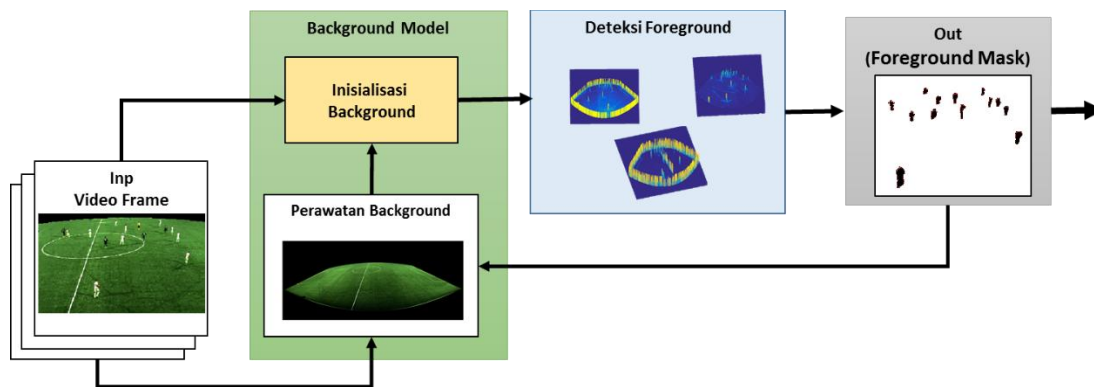 Background Model
Inisialisasi
Background
Perawatan Background
Inp
Video Frame
Deteksi Foreground
Out
(Foreground Mask)